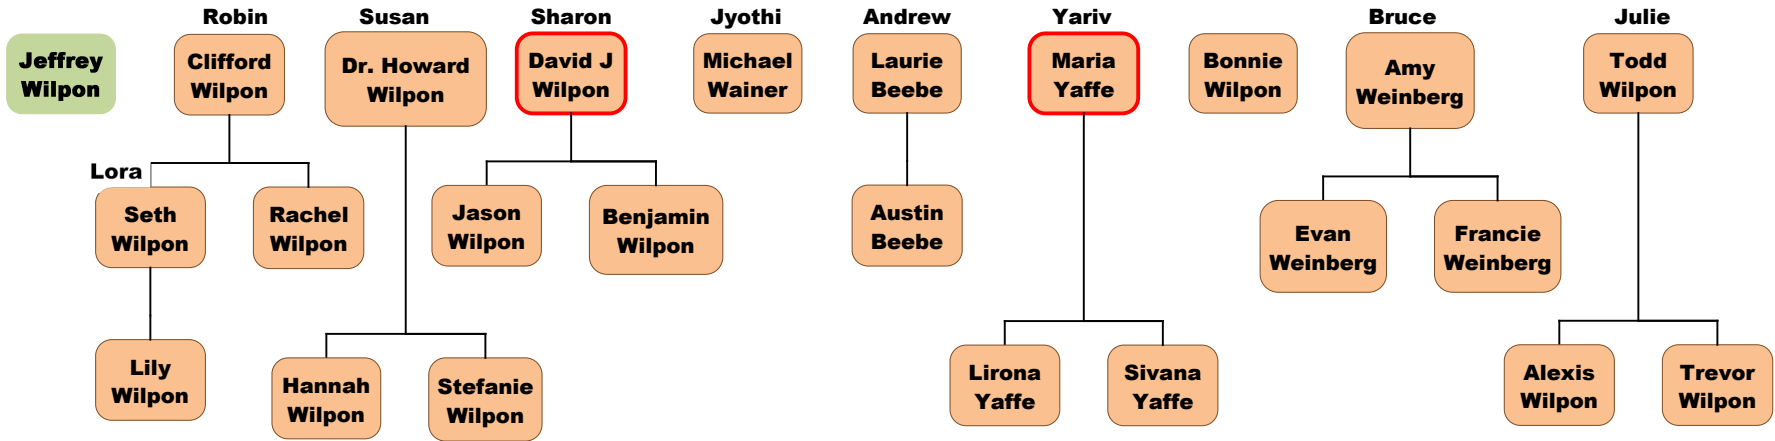 Robin
Susan
Sharon
Jyothi
Andrew
Yariv
Bruce
Julie
Jeffrey
Wilpon
Clifford
Wilpon
Dr. Howard
Wilpon
David J
Wilpon
Michael
Wainer
Laurie
Beebe
Maria
Yaffe
Bonnie
Wilpon
Amy
Weinberg
Todd
Wilpon
Lora
Seth
Wilpon
Rachel
Wilpon
Jason
Wilpon
Benjamin
Wilpon
Austin
Beebe
Evan
Weinberg
Francie
Weinberg
Lily
Wilpon
Hannah
Wilpon
Stefanie
Wilpon
Lirona
Yaffe
Sivana
Yaffe
Alexis
Wilpon
Trevor
Wilpon